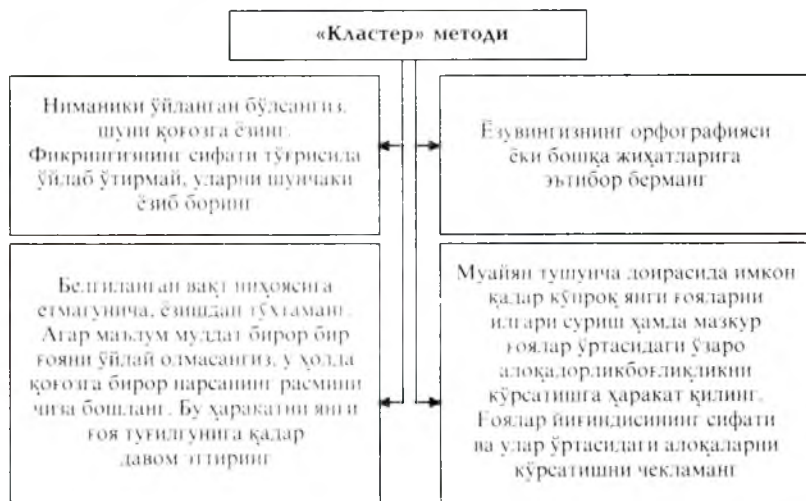 «Кластер» методи
Ниманики ўйланган бўлсангиз,
шуни қоғозга ёзинг.
Фикрингизнинг сифати тўғрисида
ўйлаб ўтирмай, уларни шунчаки
ёзиб боринг
Ёзувингизнинг орфографияси
ёки бошқа жиҳатларига
эътибор берманг
Белгиланган вақт ниҳоясига
етмагунича, ёзишдан тўхтаманг.
Агар маълум муддат бирор бир
ғояни ўйлай олмасангиз, у ҳолда
қоғозга бирор нарсанинг расмини
чиза бошланг. Бу ҳаракатни янги
ғоя туғилгунига қадар
давом эттиринг
Муайян тушунча доирасида имкон
қадар кўпроқ янги ғояларни
илгари суриш ҳамда мазкур
ғоялар ўртасидаги ўзаро
алоқадорликбоғлиқликни
кўрсатишга ҳаракат қилинг.
Ғоялар йиғиндисининг сифати
ва улар ўртасидаги алоқаларни
кўрсатишни чекламанг